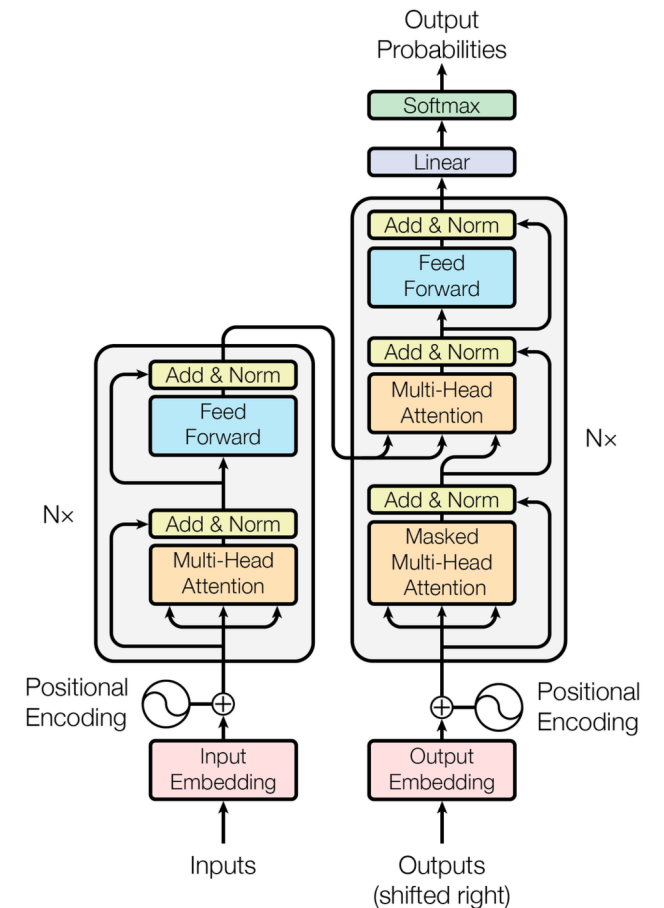 Output
Probabilities
Softmax
Linear
Add & Norm
Feed
Forward
Add & Norm
Multi-Head
Attention
Add & Norm
Masked
Multi-Head
Attention
Nx
Add & Norm
Feed
Forward
Add & Norm
Multi-Head
Attention
Nx
Positional
Encoding
Input
Embedding
Inputs
Positional
Encoding
Output
Embedding
Outputs
(shifted right)